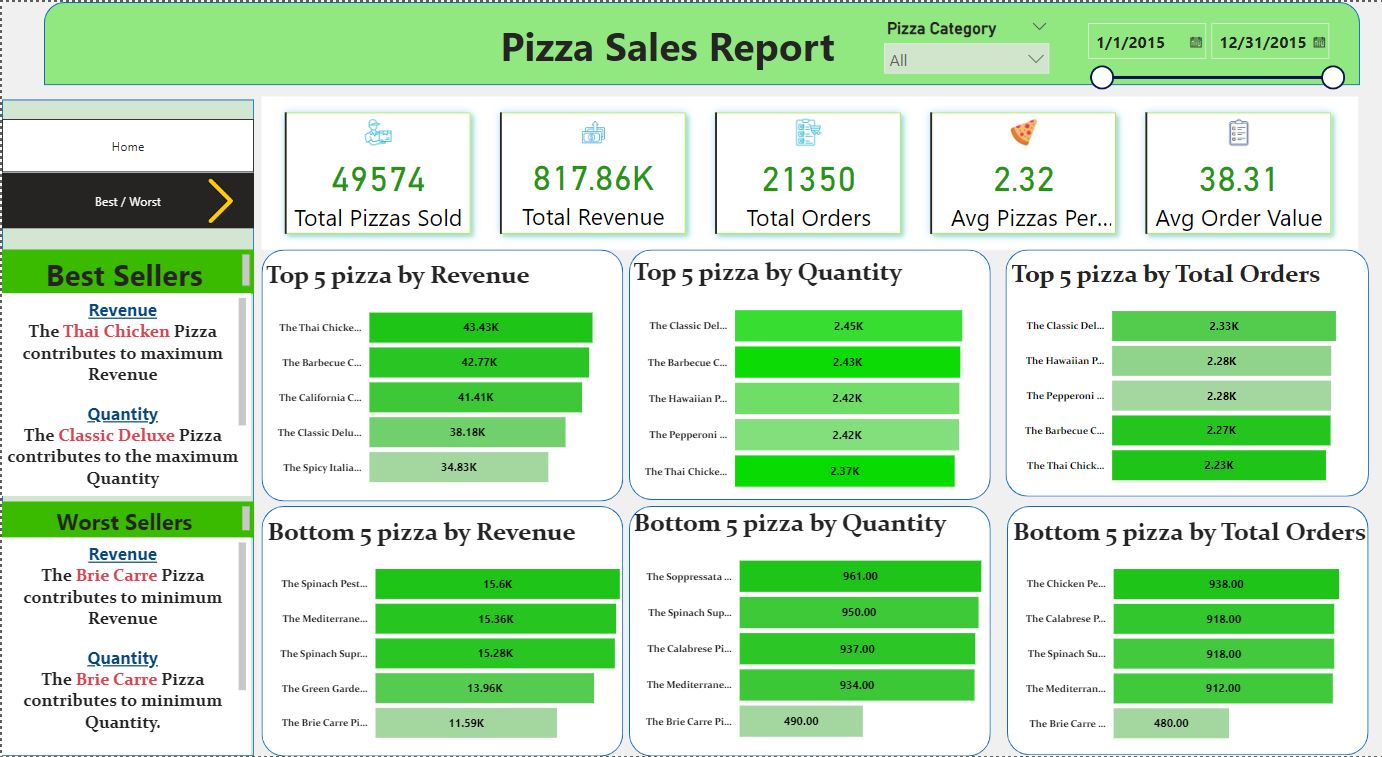 Pizza Sales Report
Pizza Category
All
1/1/2015
12/31/2015
Home
Best / Worst
49574
Total Pizzas Sold
817.86K
Total Revenue
21350
Total Orders
2.32
Avg Pizzas Per...
38.31
Avg Order Value
Best Sellers
Revenue
The Thai Chicken Pizza
contributes to maximum
Revenue
Quantity
The Classic Deluxe Pizza
contributes to the maximum
Quantity
Worst Sellers
Revenue
The Brie Carre Pizza
contributes to minimum
Revenue
Quantity
The Brie Carre Pizza
contributes to minimum
Quantity.
Top 5 pizza by Revenue
The Thai Chicke... 43.43K
The Barbecue C... 42.77K
The California C... 41.41K
The Classic Delu... 38.18K
The Spicy Italia... 34.83K
Top 5 pizza by Quantity
The Classic Del... 2.45K
The Barbecue C... 2.43K
The Hawaiian P... 2.42K
The Pepperoni ... 2.42K
The Thai Chicke... 2.37K
Top 5 pizza by Total Orders
The Classic Del... 2.33K
The Hawaiian P... 2.28K
The Pepperoni ... 2.28K
The Barbecue C... 2.27K
The Thai Chick... 2.23K
Bottom 5 pizza by Revenue
The Spinach Pest... 15.6K
The Mediterrane... 15.36K
The Spinach Supr... 15.28K
The Green Garde... 13.96K
The Brie Carre Pi... 11.59K
Bottom 5 pizza by Quantity
The Soppressata ... 961.00
The Spinach Sup... 950.00
The Calabrese Pi... 937.00
The Mediterrane... 934.00
The Brie Carre Pi... 490.00
Bottom 5 pizza by Total Orders
The Chicken Pe... 938.00
The Calabrese P... 918.00
The Spinach Su... 918.00
The Mediterran... 912.00
The Brie Carre ... 480.00